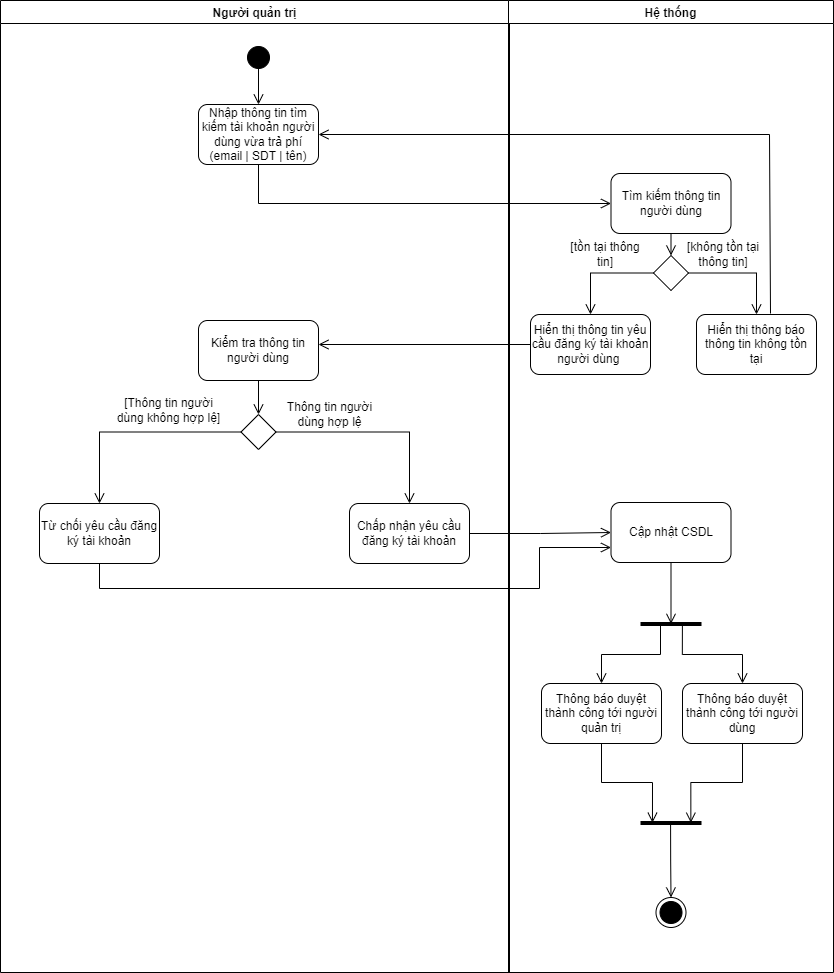 Người quản trị
Hệ thống
Nhập thông tin tìm
kiếm tài khoản người
dùng vừa trả phí
(email | SDT | tên)
Tìm kiếm thông tin
người dùng
[tồn tại thông
tin]
[không tồn tại
thông tin]
Hiển thị thông tin yêu
cầu đăng ký tài khoản
người dùng
Hiển thị thông báo
thông tin không tồn
tại
Kiểm tra thông tin
người dùng
[Thông tin người
dùng không hợp lệ]
Thông tin người
dùng hợp lệ
Từ chối yêu cầu đăng
ký tài khoản
Chấp nhận yêu cầu
đăng ký tài khoản
Cập nhật CSDL
Thông báo duyệt
thành công tới người
quản trị
Thông báo duyệt
thành công tới người
dùng